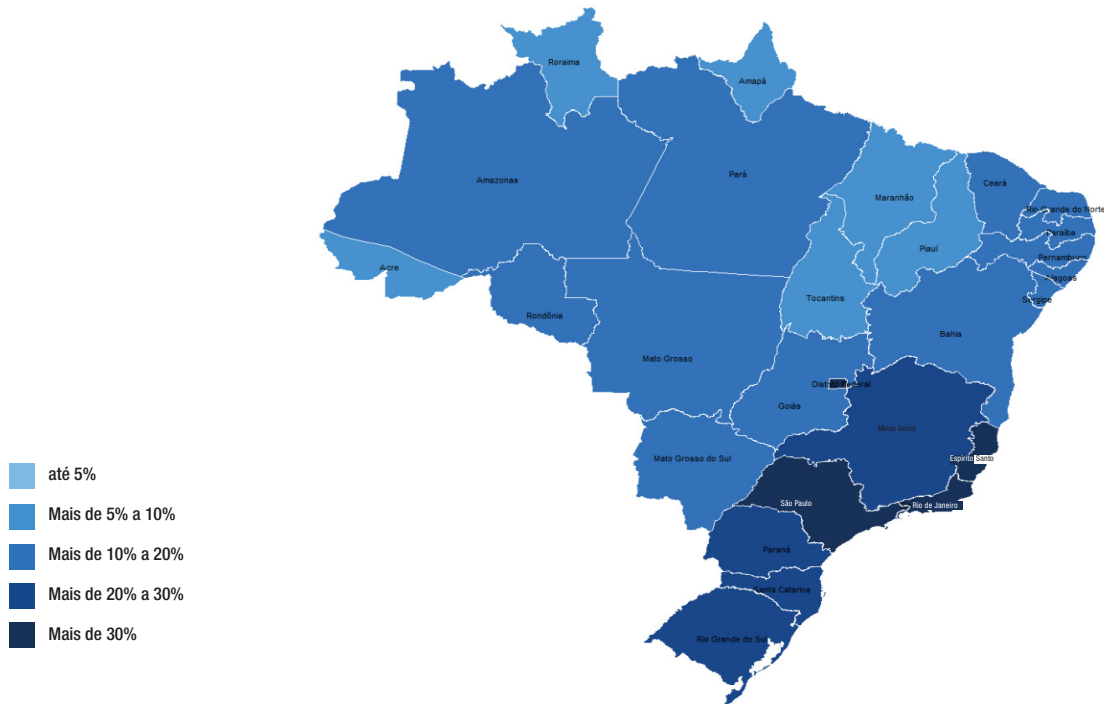 Roraima
Amapá
Amazonas
Pará
Maranhão
Ceará
Rio Grande do Norte
Paraíba
Piauí
Pernambuco
Acre
Alagoas
Tocantins
Sergipe
Rondônia
Bahia
Mato Grosso
Distrito Federal
Goiás
Minas Gerais
Mato Grosso do Sul
Espírito Santo
São Paulo
Rio de Janeiro
Paraná
Santa Catarina
Rio Grande do Sul
até 5%
Mais de 5% a 10%
Mais de 10% a 20%
Mais de 20% a 30%
Mais de 30%